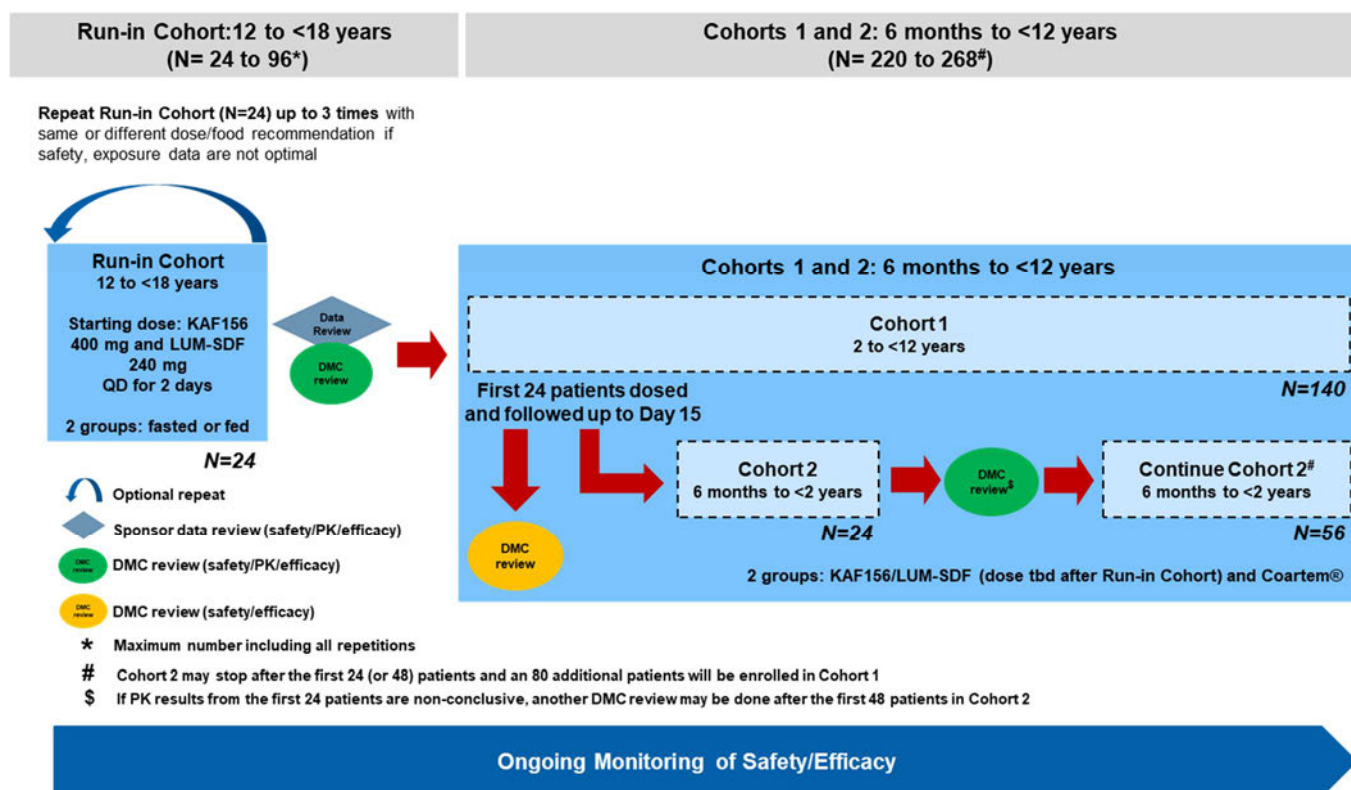 Run-in Cohort:12 to <18 years
(N= 24 to 96*)
Cohorts 1 and 2: 6 months to <12 years
(N= 220 to 268#)
Repeat Run-in Cohort (N=24) up to 3 times with
same or different dose/food recommendation if
safety, exposure data are not optimal
Run-in Cohort
12 to <18 years
Starting dose: KAF156
400 mg and LUM-SDF
240 mg
QD for 2 days
2 groups: fasted or fed
N=24
Data
Review
DMC
review
Cohorts 1 and 2: 6 months to <12 years
Cohort 1
2 to <12 years
N=140
First 24 patients dosed
and followed up to Day 15
DMC
review
Cohort 2
6 months to <2 years
N=24
DMC
review$
Continue Cohort 2#
6 months to <2 years
N=56
2 groups: KAF156/LUM-SDF (dose tbd after Run-in Cohort) and Coartem®
Optional repeat
Sponsor data review (safety/PK/efficacy)
DMC
review
DMC review (safety/PK/efficacy)
DMC
review
DMC review (safety/efficacy)
* Maximum number including all repetitions
# Cohort 2 may stop after the first 24 (or 48) patients and an 80 additional patients will be enrolled in Cohort 1
$ If PK results from the first 24 patients are non-conclusive, another DMC review may be done after the first 48 patients in Cohort 2
Ongoing Monitoring of Safety/Efficacy